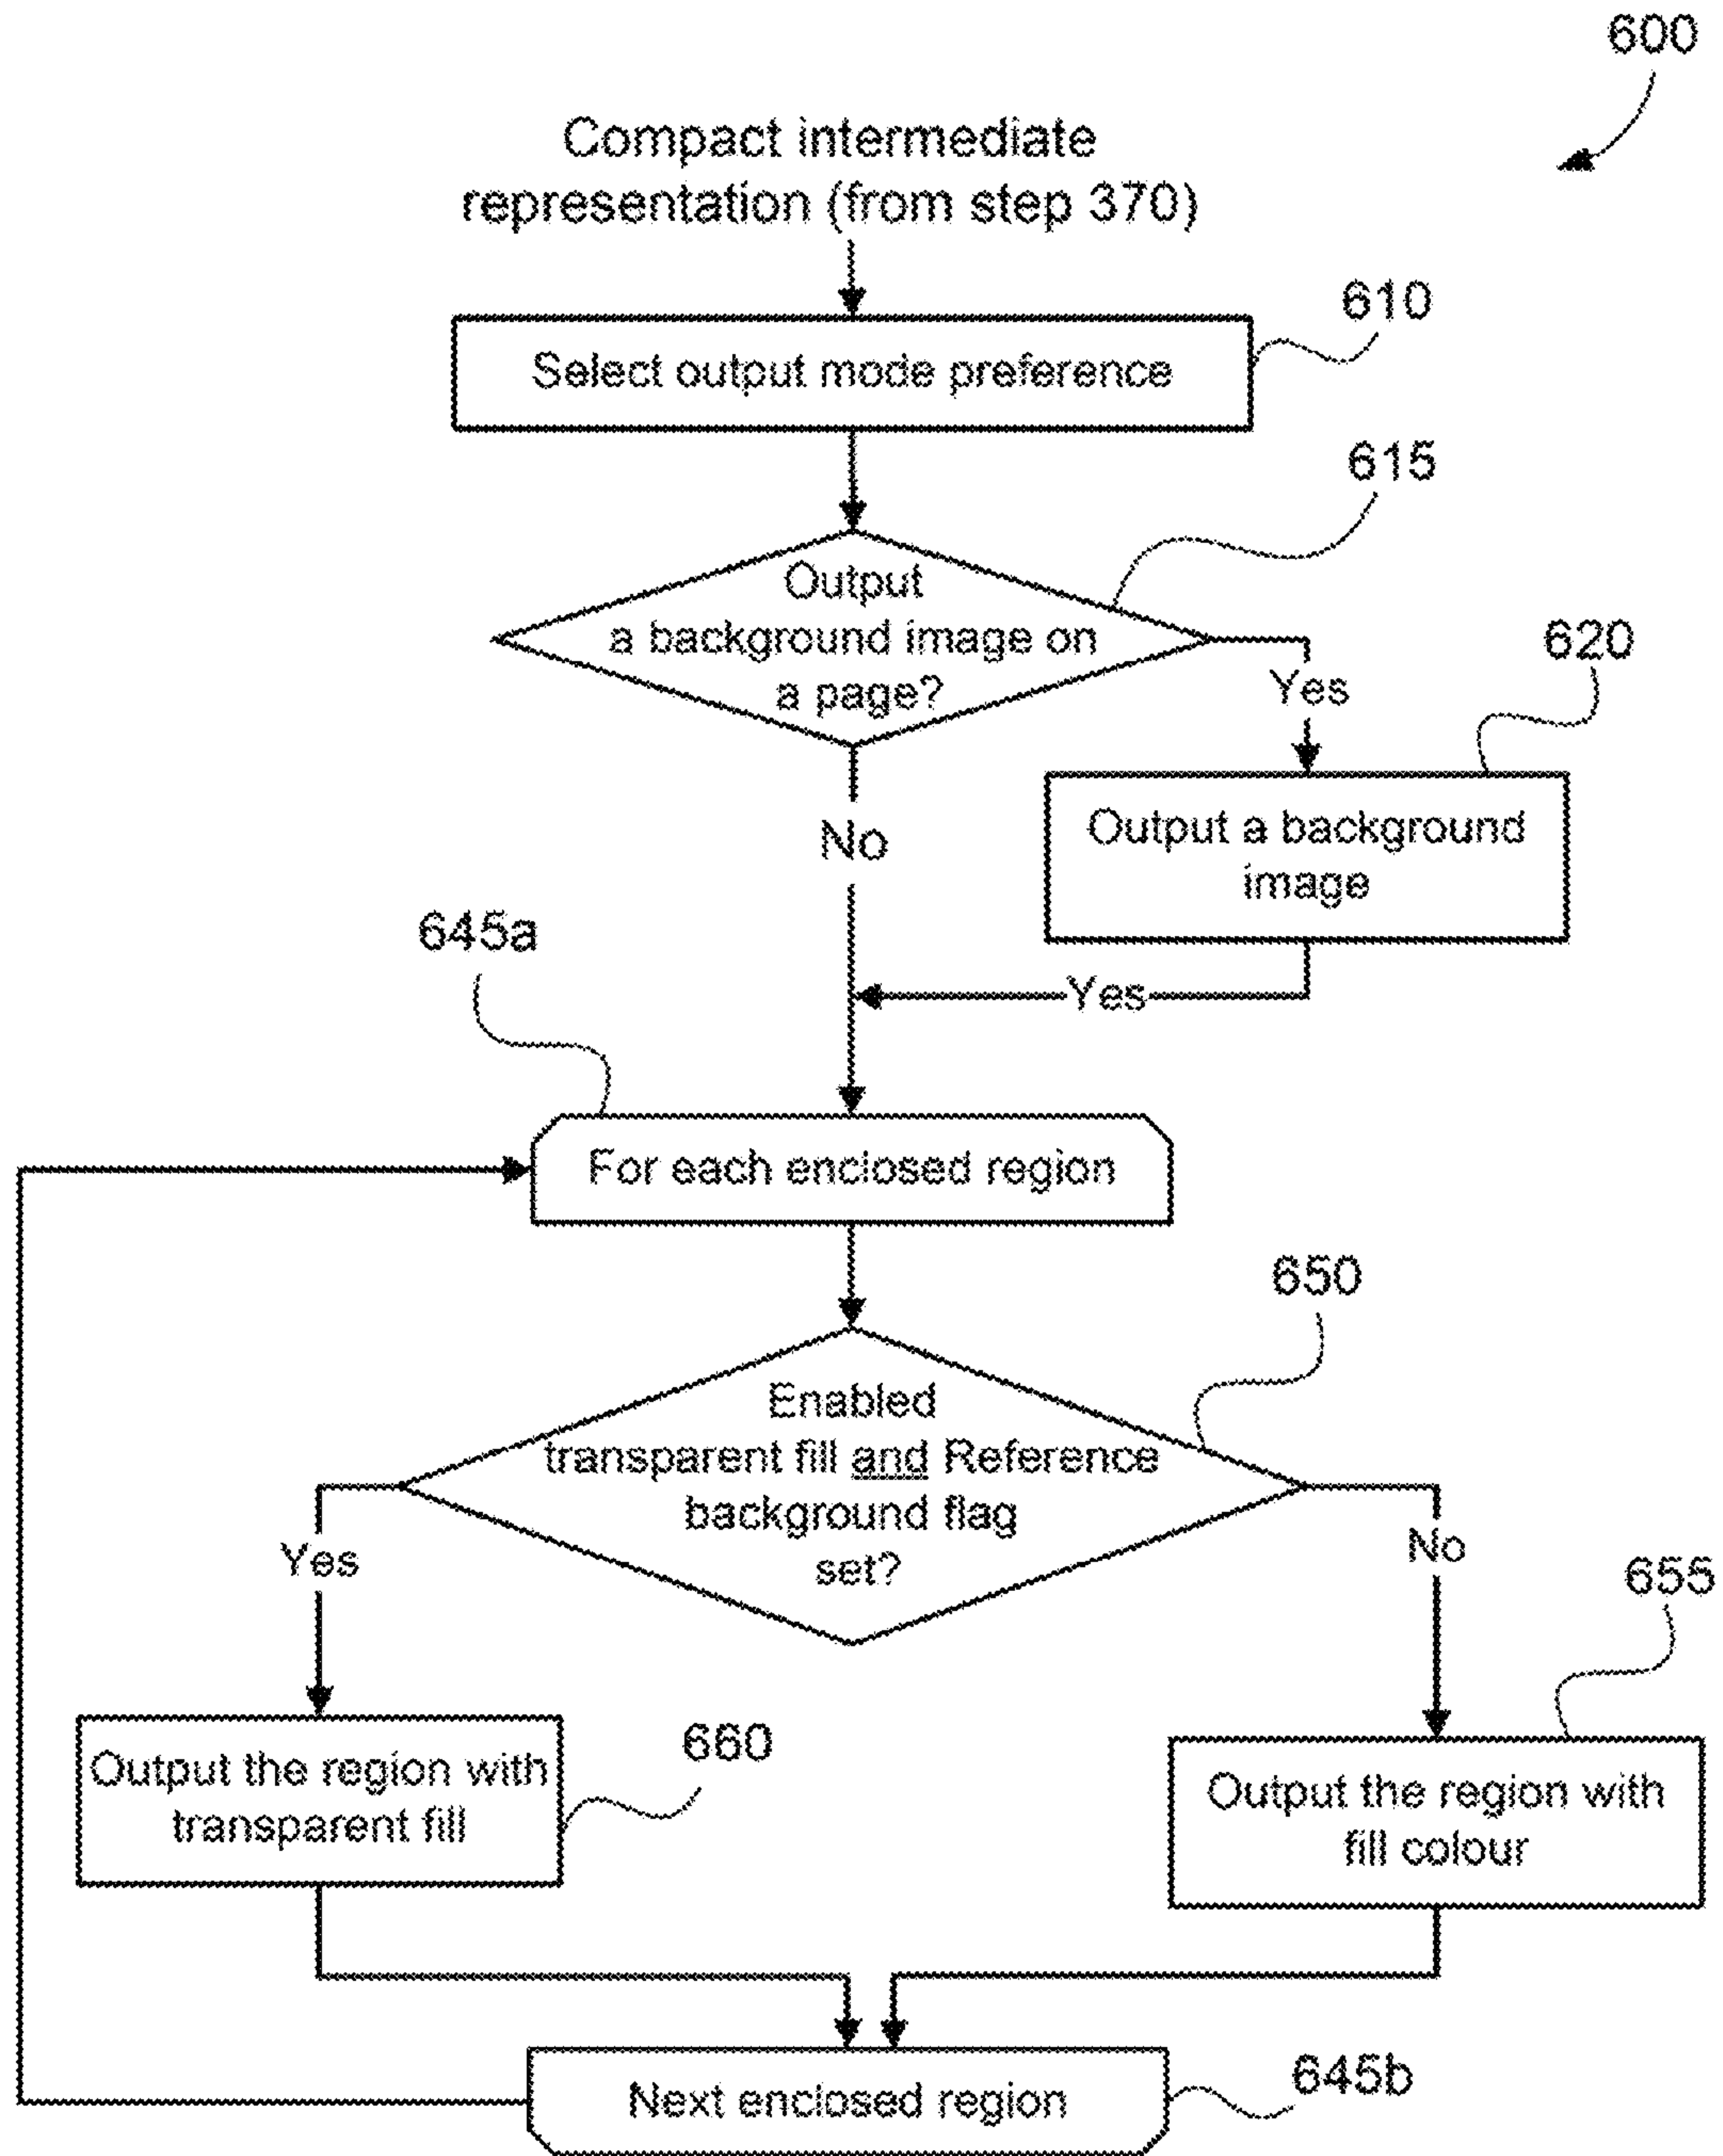 600
Compact intermediate
representation (from step 370)
610
Select output mode preference
615
Output
a background image on
a page?
Yes
620
No
Output a background
image
645a
Yes
For each enclosed region
650
Enabled
transparent fill and Reference
background flag
set?
Yes
No
655
Output the region with
transparent fill
660
Output the region with
fill colour
Next enclosed region
645b